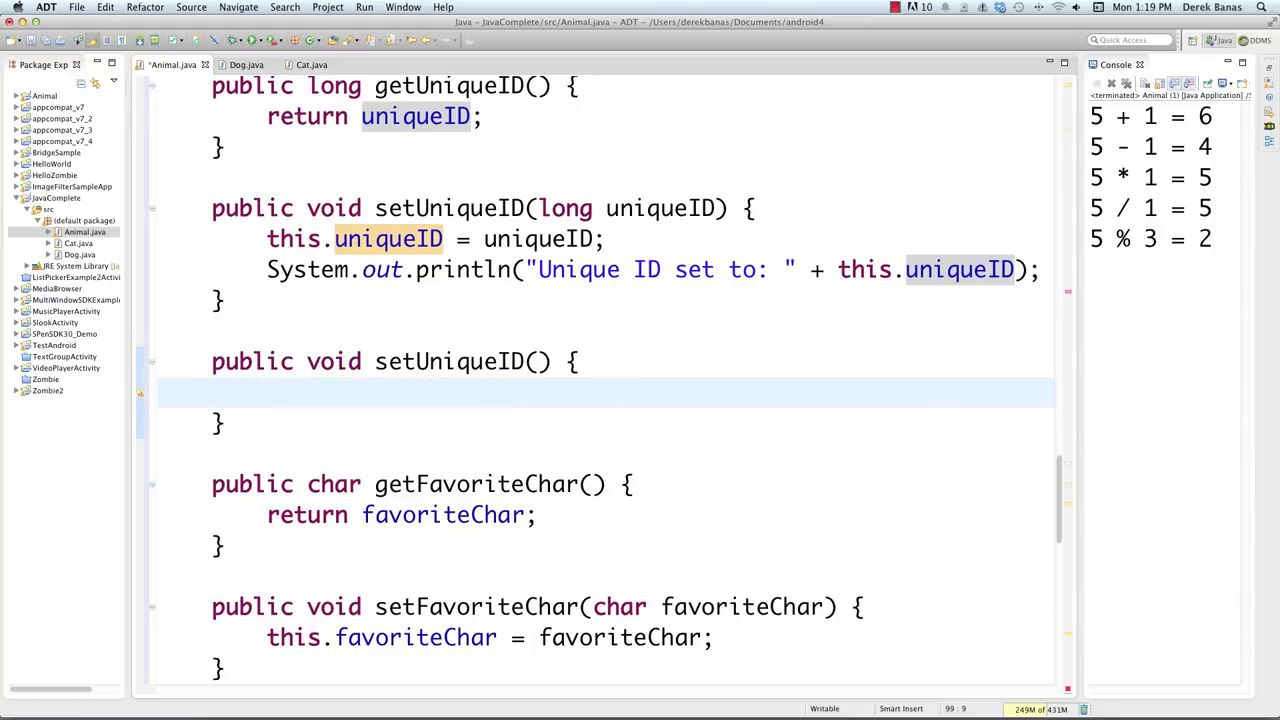 ADT File Edit Refactor Source Navigate Search Project Run Window Help 10 Mon 1:19 PM Derek Banas
Java – JavaComplete/src/Animal.java – ADT – /Users/derekbanas/Documents/android4
Quick Access Java DDMS
Package Exp
*Animal.java Dog.java Cat.java
Console
<terminated> Animal (1) [Java Application] /S
Animal
appcompat_v7
appcompat_v7_2
appcompat_v7_3
appcompat_v7_4
BridgeSample
HelloWorld
HelloZombie
ImageFilterSampleApp
JavaComplete
src
(default package)
Animal.java
Cat.java
Dog.java
JRE System Library [Ja
ListPickerExample2Activi
MediaBrowser
MultiWindowSDKExample
MusicPlayerActivity
SlookActivity
SPenSDK30_Demo
TestAndroid
TextGroupActivity
VideoPlayerActivity
Zombie
Zombie2
public long getUniqueID() {
return uniqueID;
}
public void setUniqueID(long uniqueID) {
this.uniqueID = uniqueID;
System.out.println("Unique ID set to: " + this.uniqueID);
}
public void setUniqueID() {
}
public char getFavoriteChar() {
return favoriteChar;
}
public void setFavoriteChar(char favoriteChar) {
this.favoriteChar = favoriteChar;
}
5 + 1 = 6
5 - 1 = 4
5 * 1 = 5
5 / 1 = 5
5 % 3 = 2
Writable Smart Insert 99 : 9 249M of 431M